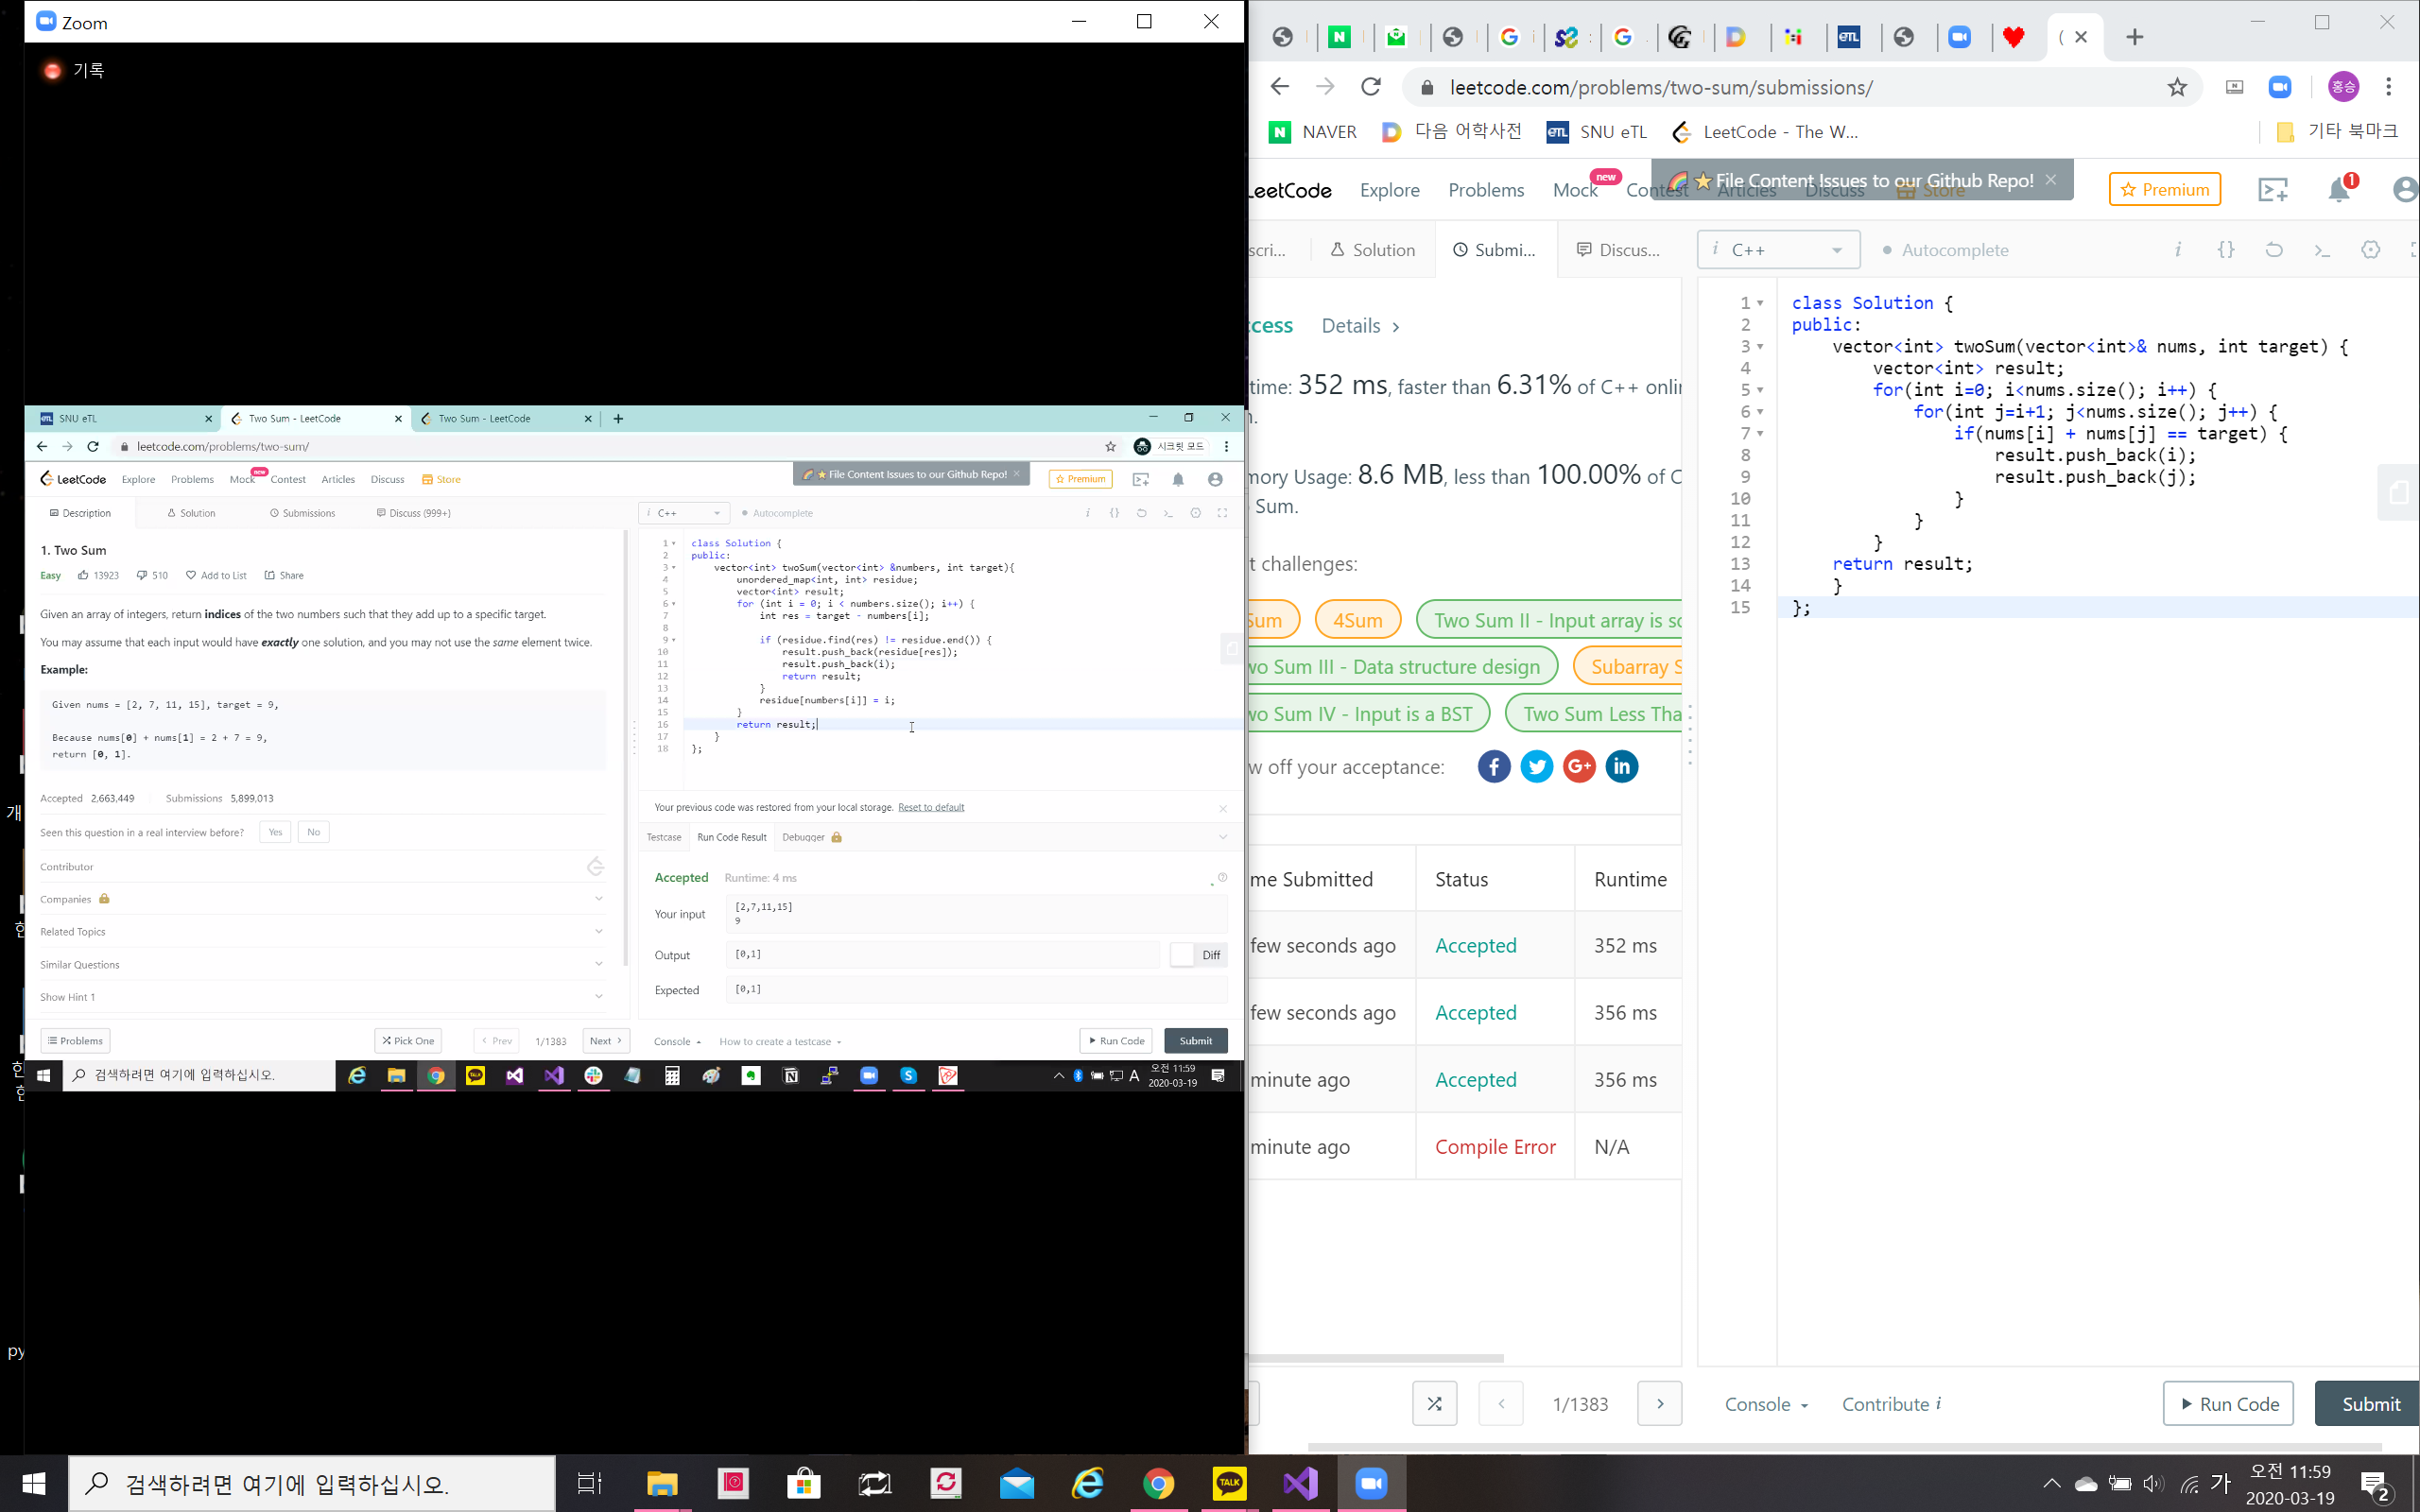 Zoom
기록
SNU eTL
Two Sum - LeetCode
Two Sum - LeetCode
leetcode.com/problems/two-sum/
시크릿 모드
LeetCode Explore Problems Mock new Contest Articles Discuss Store
File Content Issues to our Github Repo!
Premium
Description Solution Submissions Discuss (999+)
i C++ Autocomplete
1. Two Sum
Easy 13923 510 Add to List Share
Given an array of integers, return indices of the two numbers such that they add up to a specific target.
You may assume that each input would have exactly one solution, and you may not use the same element twice.
Example:
Given nums = [2, 7, 11, 15], target = 9,
Because nums[0] + nums[1] = 2 + 7 = 9,
return [0, 1].
Accepted 2,663,449 Submissions 5,899,013
Seen this question in a real interview before? Yes No
Contributor
Companies
Related Topics
Similar Questions
Show Hint 1
Problems Pick One Prev 1/1383 Next
1 class Solution {
2 public:
3 vector<int> twoSum(vector<int> &numbers, int target){
4 unordered_map<int, int> residue;
5 vector<int> result;
6 for (int i = 0; i < numbers.size(); i++) {
7 int res = target - numbers[i];
8
9 if (residue.find(res) != residue.end()) {
10 result.push_back(residue[res]);
11 result.push_back(i);
12 return result;
13 }
14 residue[numbers[i]] = i;
15 }
16 return result;
17 }
18 };
Your previous code was restored from your local storage. Reset to default
Testcase Run Code Result Debugger
Accepted Runtime: 4 ms
Your input [2,7,11,15]
9
Output [0,1] Diff
Expected [0,1]
Console How to create a testcase Run Code Submit
검색하려면 여기에 입력하십시오.
A 오전 11:59
2020-03-19
leetcode.com/problems/two-sum/submissions/
홍승
NAVER 다음 어학사전 SNU eTL LeetCode - The W...
기타 북마크
LeetCode Explore Problems Mock new Contest Articles Discuss Store
File Content Issues to our Github Repo!
Premium 1
scri... Solution Submi... Discus...
i C++ Autocomplete
cess Details
time: 352 ms, faster than 6.31% of C++ onli
n.
mory Usage: 8.6 MB, less than 100.00% of C
Sum.
t challenges:
Sum 4Sum Two Sum II - Input array is so
wo Sum III - Data structure design Subarray S
wo Sum IV - Input is a BST Two Sum Less Tha
w off your acceptance:
me Submitted Status Runtime
few seconds ago Accepted 352 ms
few seconds ago Accepted 356 ms
minute ago Accepted 356 ms
minute ago Compile Error N/A
1 class Solution {
2 public:
3 vector<int> twoSum(vector<int>& nums, int target) {
4 vector<int> result;
5 for(int i=0; i<nums.size(); i++) {
6 for(int j=i+1; j<nums.size(); j++) {
7 if(nums[i] + nums[j] == target) {
8 result.push_back(i);
9 result.push_back(j);
10 }
11 }
12 }
13 return result;
14 }
15 };
1/1383
Console Contribute i Run Code Submit
검색하려면 여기에 입력하십시오.
TALK
가 오전 11:59
2020-03-19
2
py